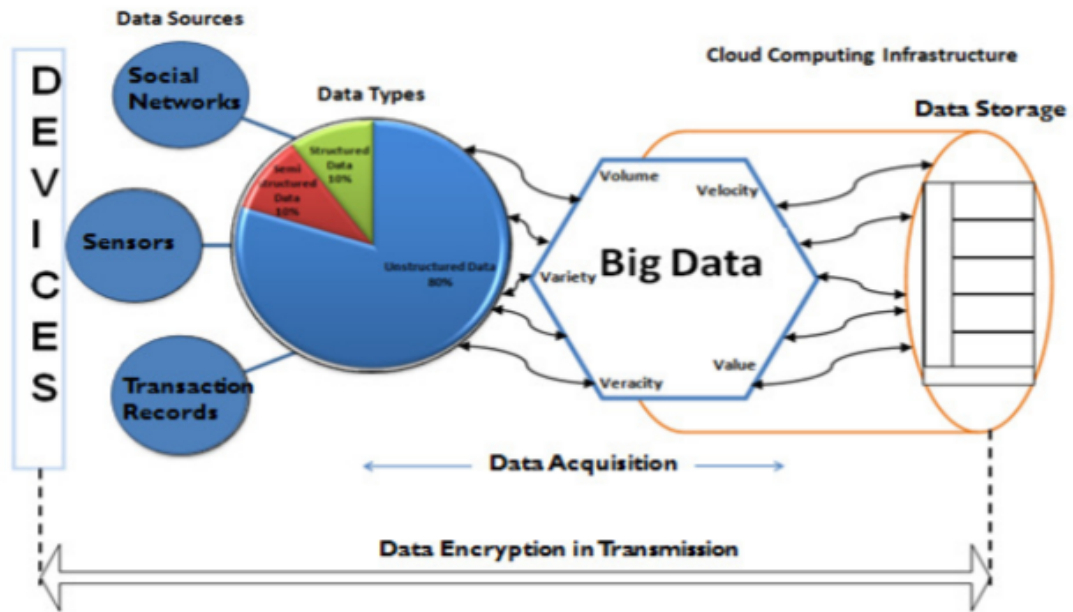 Data Sources
DEVICES
Social
Networks
Sensors
Transaction
Records
Data Types
Structured
Data
10%
Semi
Structured
Data
10%
Unstructured Data
80%
Cloud Computing Infrastructure
Data Storage
Volume
Velocity
Variety
Big Data
Veracity
Value
Data Acquisition
Data Encryption in Transmission